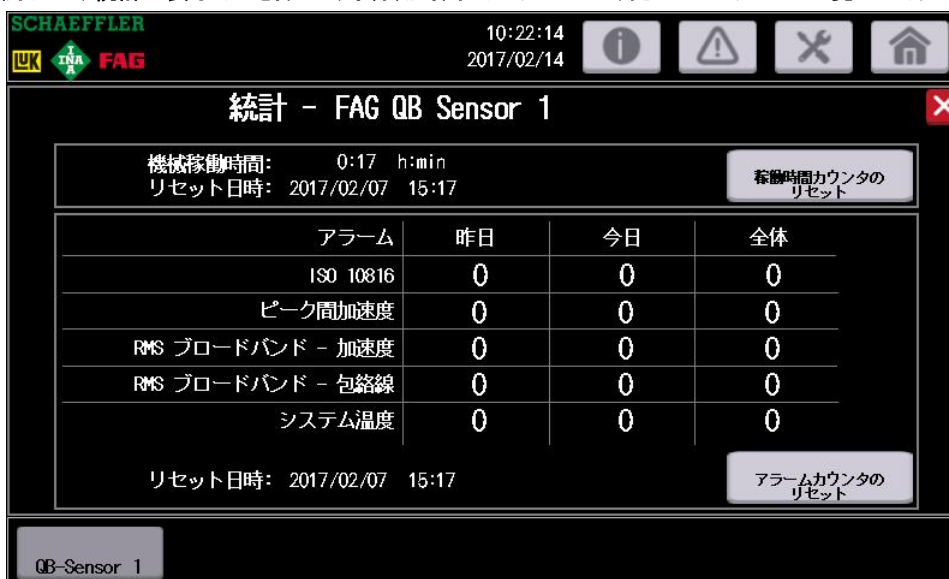 SCHAEFFLER
LUK INA FAG
10:22:14
2017/02/14
統計 - FAG QB Sensor 1
機械稼働時間: 0:17 h:min
リセット日時: 2017/02/07 15:17
稼働時間カウンタの
リセット
アラーム 昨日 今日 全体
ISO 10816 0 0 0
ピーク間加速度 0 0 0
RMS ブロードバンド - 加速度 0 0 0
RMS ブロードバンド - 包絡線 0 0 0
システム温度 0 0 0
リセット日時: 2017/02/07 15:17
アラームカウンタの
リセット
QB-Sensor 1